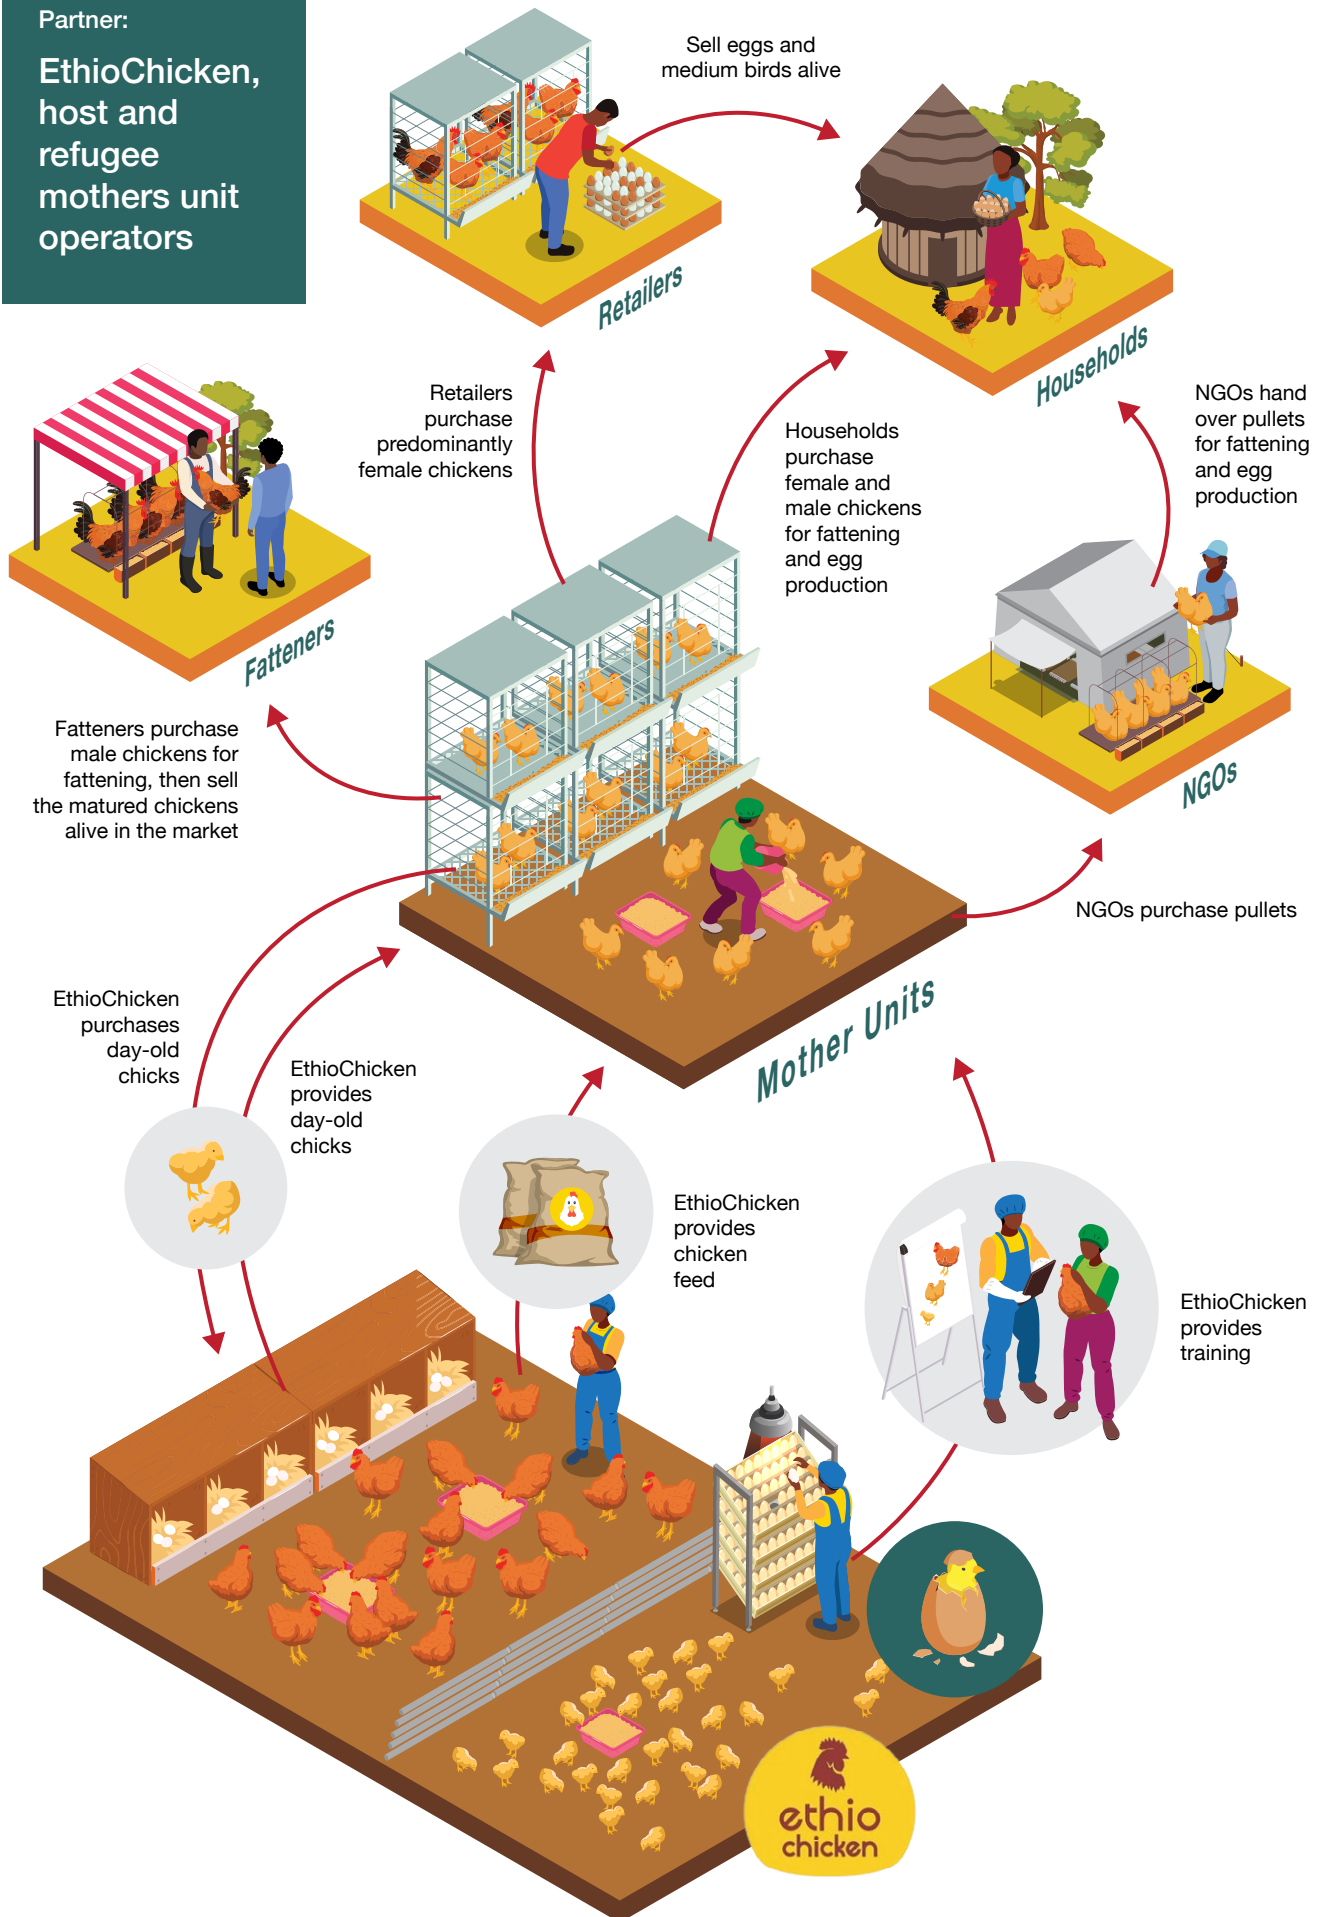 Partner:
EthioChicken,
host and
refugee
mothers unit
operators
Sell eggs and
medium birds alive
Retailers
Households
Retailers
purchase
predominantly
female chickens
Households
purchase
female and
male chickens
for fattening
and egg
production
NGOs hand
over pullets
for fattening
and egg
production
Fatteners
Fatteners purchase
male chickens for
fattening, then sell
the matured chickens
alive in the market
NGOs
NGOs purchase pullets
Mother Units
EthioChicken
purchases
day-old
chicks
EthioChicken
provides
day-old
chicks
EthioChicken
provides
chicken
feed
EthioChicken
provides
training
ethio
chicken